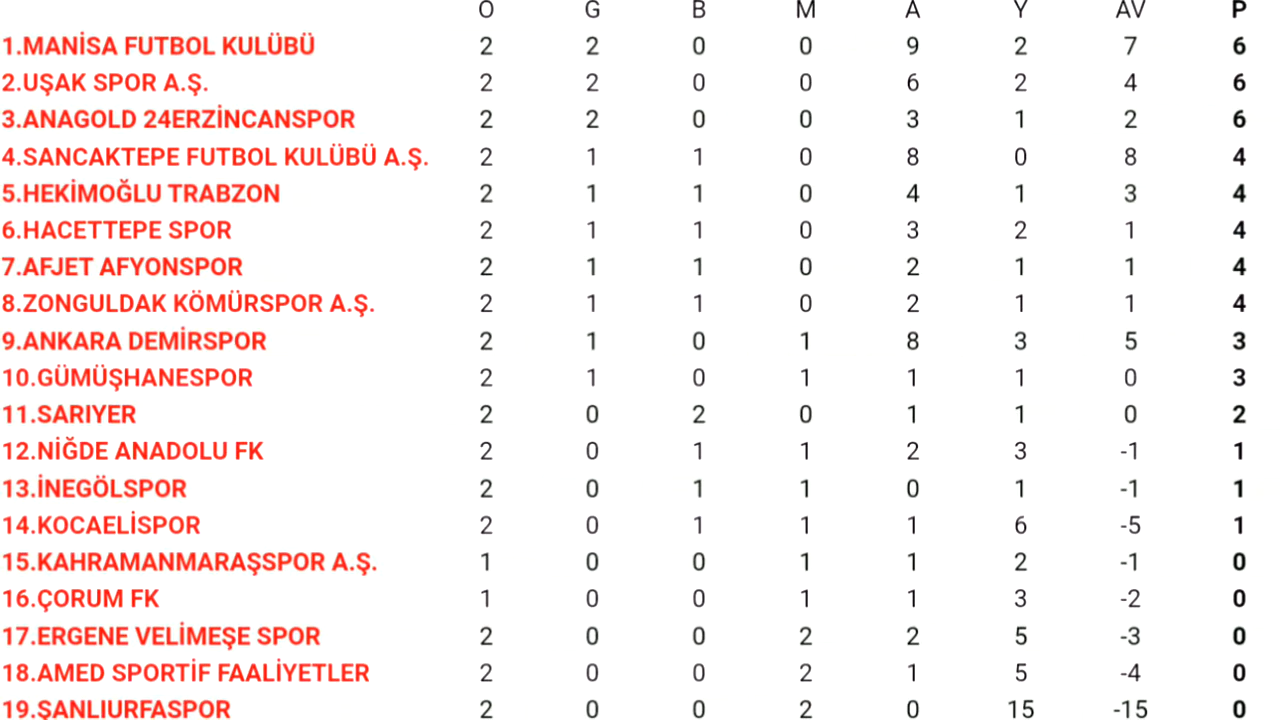 O G B M A Y AV P
1.MANİSA FUTBOL KULÜBÜ 2 2 0 0 9 2 7 6
2.UŞAK SPOR A.Ş. 2 2 0 0 6 2 4 6
3.ANAGOLD 24ERZİNCANSPOR 2 2 0 0 3 1 2 6
4.SANCAKTEPE FUTBOL KULÜBÜ A.Ş. 2 1 1 0 8 0 8 4
5.HEKİMOĞLU TRABZON 2 1 1 0 4 1 3 4
6.HACETTEPE SPOR 2 1 1 0 3 2 1 4
7.AFJET AFYONSPOR 2 1 1 0 2 1 1 4
8.ZONGULDAK KÖMÜRSPOR A.Ş. 2 1 1 0 2 1 1 4
9.ANKARA DEMİRSPOR 2 1 0 1 8 3 5 3
10.GÜMÜŞHANESPOR 2 1 0 1 1 1 0 3
11.SARIYER 2 0 2 0 1 1 0 2
12.NİĞDE ANADOLU FK 2 0 1 1 2 3 -1 1
13.İNEGÖLSPOR 2 0 1 1 0 1 -1 1
14.KOCAELİSPOR 2 0 1 1 1 6 -5 1
15.KAHRAMANMARAŞSPOR A.Ş. 1 0 0 1 1 2 -1 0
16.ÇORUM FK 1 0 0 1 1 3 -2 0
17.ERGENE VELİMEŞE SPOR 2 0 0 2 2 5 -3 0
18.AMED SPORTİF FAALİYETLER 2 0 0 2 1 5 -4 0
19.ŞANLIURFASPOR 2 0 0 2 0 15 -15 0